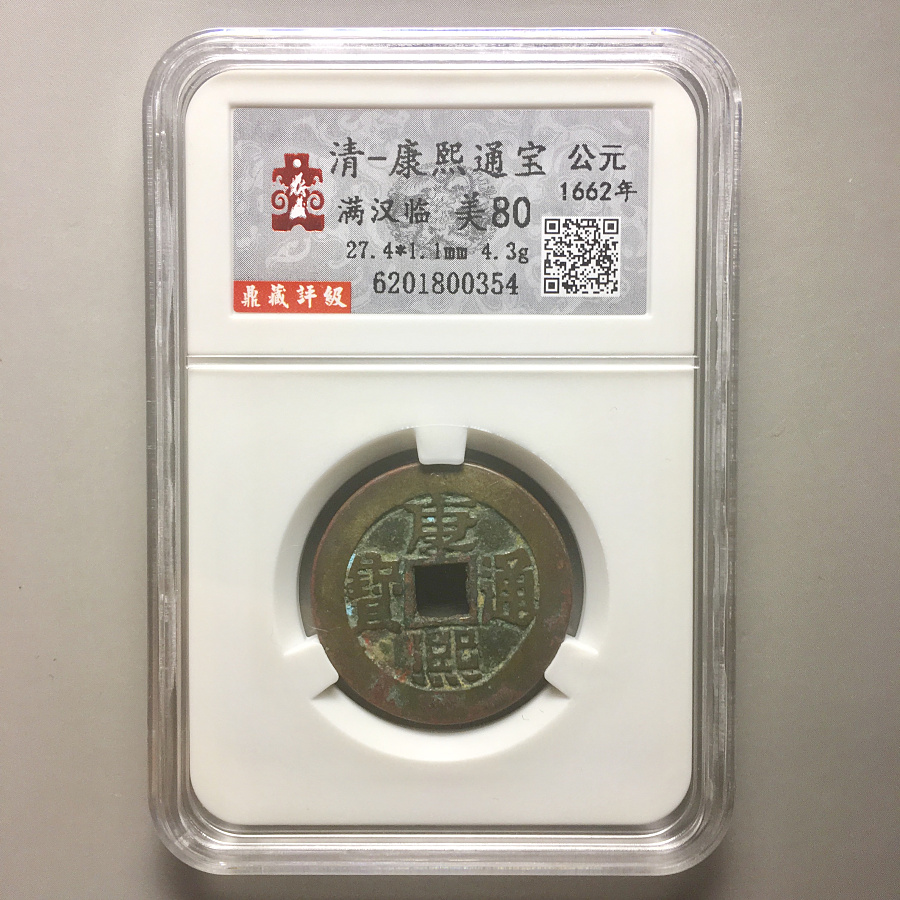 清-康熙通宝 公元
1662年
满汉临 美80
27.4*1.1mm 4.3g
6201800354
鼎藏評級
康熙通寶